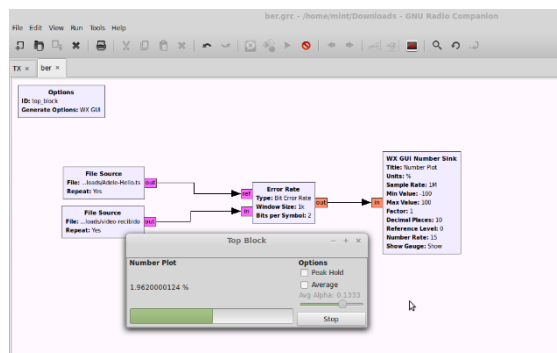 ber.grc - /home/mint/Downloads - GNU Radio Companion
File Edit View Run Tools Help
TX × ber ×
Options
ID: top_block
Generate Options: WX GUI
File Source
File: ...loads/Adele-Hello.ts
Repeat: Yes
out
File Source
File: ...loads/video-recibido
Repeat: Yes
out
ref
in
Error Rate
Type: Bit Error Rate
Window Size: 1k
Bits per Symbol: 2
out
in
WX GUI Number Sink
Title: Number Plot
Units: %
Sample Rate: 1M
Min Value: -100
Max Value: 100
Factor: 1
Decimal Places: 10
Reference Level: 0
Number Rate: 15
Show Gauge: Show
Top Block
Number Plot
1.9620000124 %
Options
Peak Hold
Average
Avg Alpha: 0.1333
Stop